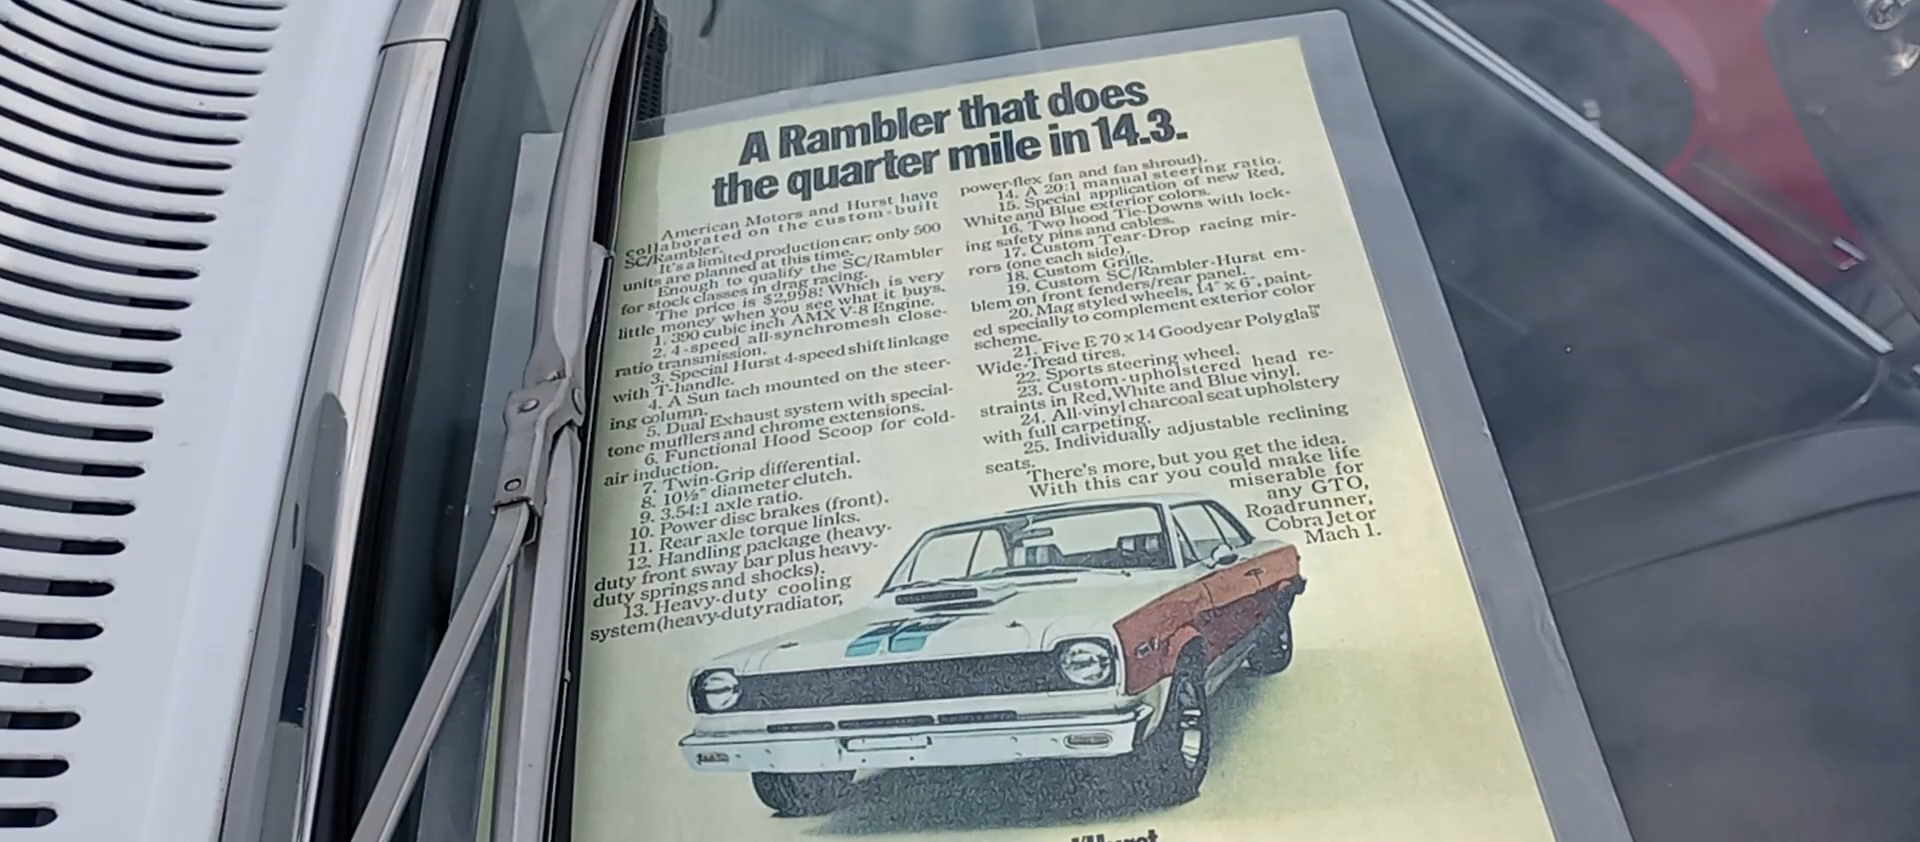 A Rambler that does
the quarter mile in 14.3.
American Motors and Hurst have
collaborated on the custom-built
SC/Rambler.
It's a limited production car; only 500
units are planned at this time.
Enough to qualify the SC/Rambler
for stock classes in drag racing.
The price is $2,998! Which is very
little money when you see what it buys.
1. 390 cubic inch AMX V-8 Engine.
2. 4-speed all-synchromesh close-
ratio transmission.
3. Special Hurst 4-speed shift linkage
with T-handle.
4. A Sun tach mounted on the steer-
ing column.
5. Dual Exhaust system with special-
tone mufflers and chrome extensions.
6. Functional Hood Scoop for cold-
air induction.
7. Twin-Grip differential.
8. 10½" diameter clutch.
9. 3.54:1 axle ratio.
10. Power disc brakes (front).
11. Rear axle torque links.
12. Handling package (heavy-
duty front sway bar plus heavy-
duty springs and shocks).
13. Heavy-duty cooling
system (heavy-duty radiator,
power-flex fan and fan shroud).
14. A 20:1 manual steering ratio.
15. Special application of new Red,
White and Blue exterior colors.
16. Two hood Tie-Downs with lock-
ing safety pins and cables.
17. Custom Tear-Drop racing mir-
rors (one each side).
18. Custom Grille.
19. Custom SC/Rambler-Hurst em-
blem on front fenders/rear panel.
20. Mag styled wheels, 14" x 6", paint-
ed specially to complement exterior color
scheme.
21. Five E 70 x 14 Goodyear Polyglas™
Wide-Tread tires.
22. Sports steering wheel.
23. Custom-upholstered head re-
straints in Red, White and Blue vinyl.
24. All-vinyl charcoal seat upholstery
with full carpeting.
25. Individually adjustable reclining
seats.
There's more, but you get the idea.
With this car you could make life
miserable for
any GTO,
Roadrunner,
Cobra Jet or
Mach 1.